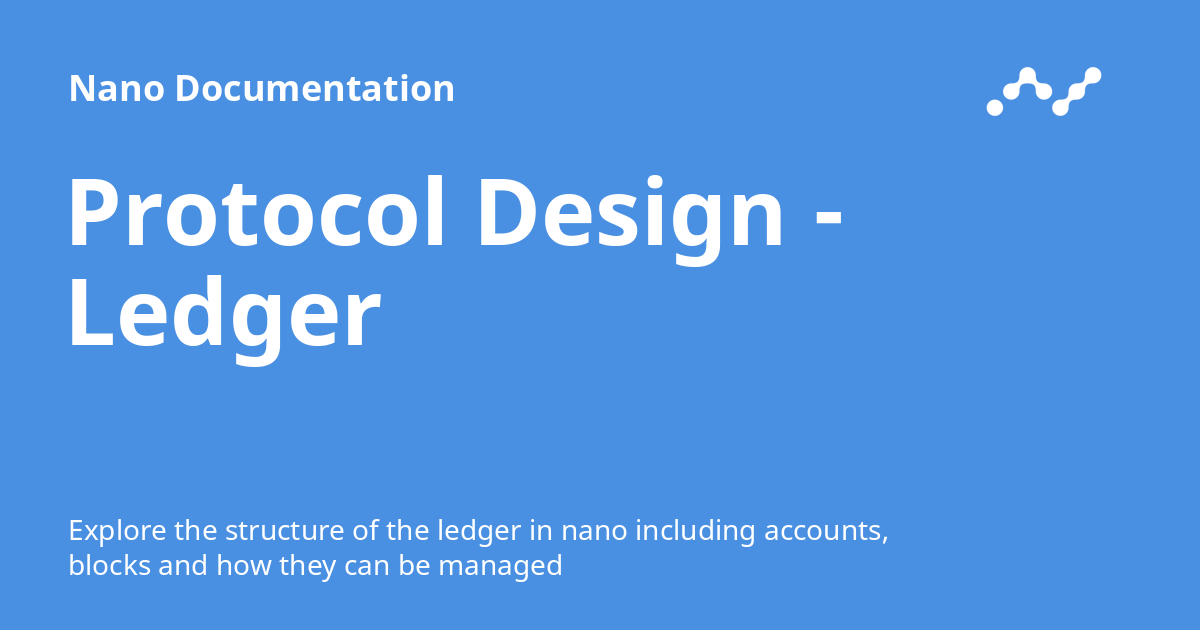 Nano Documentation
Protocol Design -
Ledger
Explore the structure of the ledger in nano including accounts,
blocks and how they can be managed